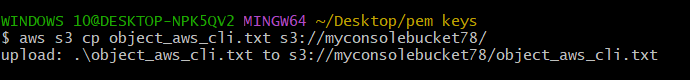 WINDOWS 10@DESKTOP-NPK5QV2 MINGW64 ~/Desktop/pem keys
$ aws s3 cp object_aws_cli.txt s3://myconsolebucket78/
upload: .\object_aws_cli.txt to s3://myconsolebucket78/object_aws_cli.txt